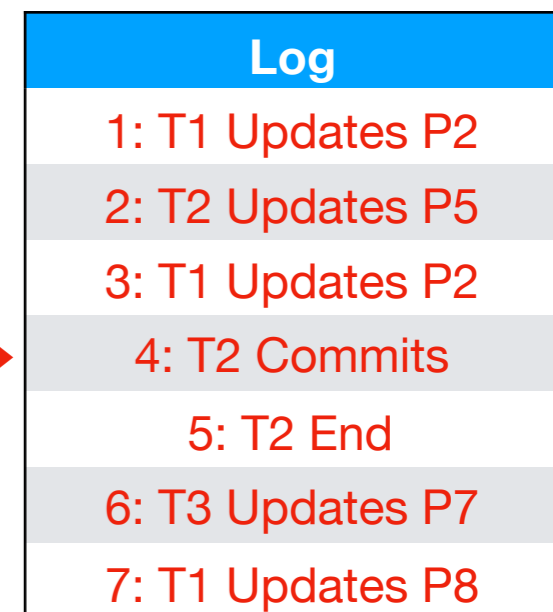 Log
1: T1 Updates P2
2: T2 Updates P5
3: T1 Updates P2
4: T2 Commits
5: T2 End
6: T3 Updates P7
7: T1 Updates P8